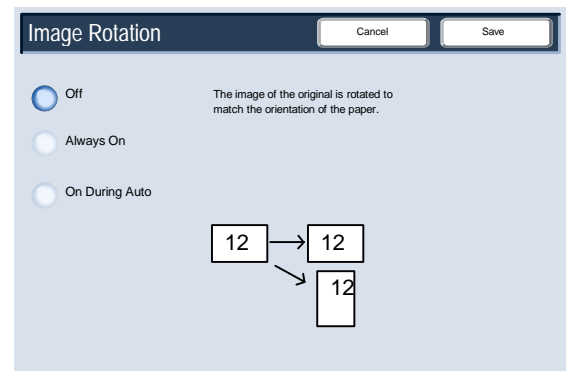 Image Rotation
Cancel
Save
Off
The image of the original is rotated to
match the orientation of the paper.
Always On
On During Auto
12
12
12